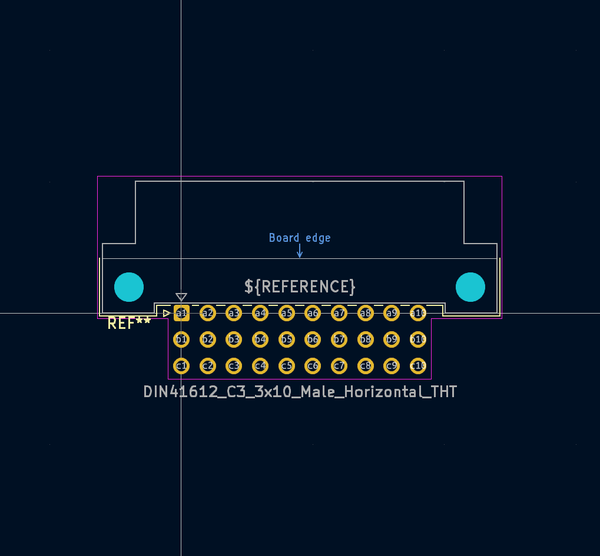 Board edge
${REFERENCE}
REF**
a1 a2 a3 a4 a5 a6 a7 a8 a9 a10
b1 b2 b3 b4 b5 b6 b7 b8 b9 b10
c1 c2 c3 c4 c5 c6 c7 c8 c9 c10
DIN41612_C3_3x10_Male_Horizontal_THT